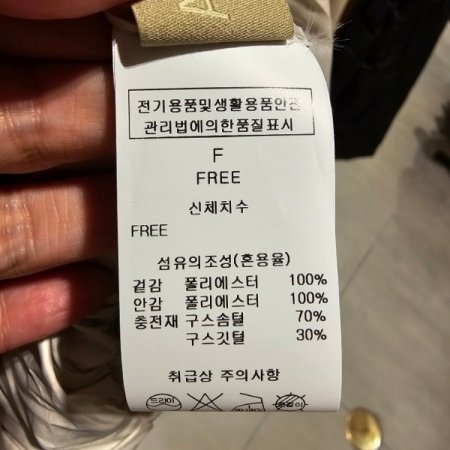 전기용품및생활용품안전
관리법에의한품질표시
F
FREE
신체치수
FREE
섬유의조성(혼용율)
겉감 폴리에스터 100%
안감 폴리에스터 100%
충전재 구스솜털 70%
구스깃털 30%
취급상 주의사항
드라이